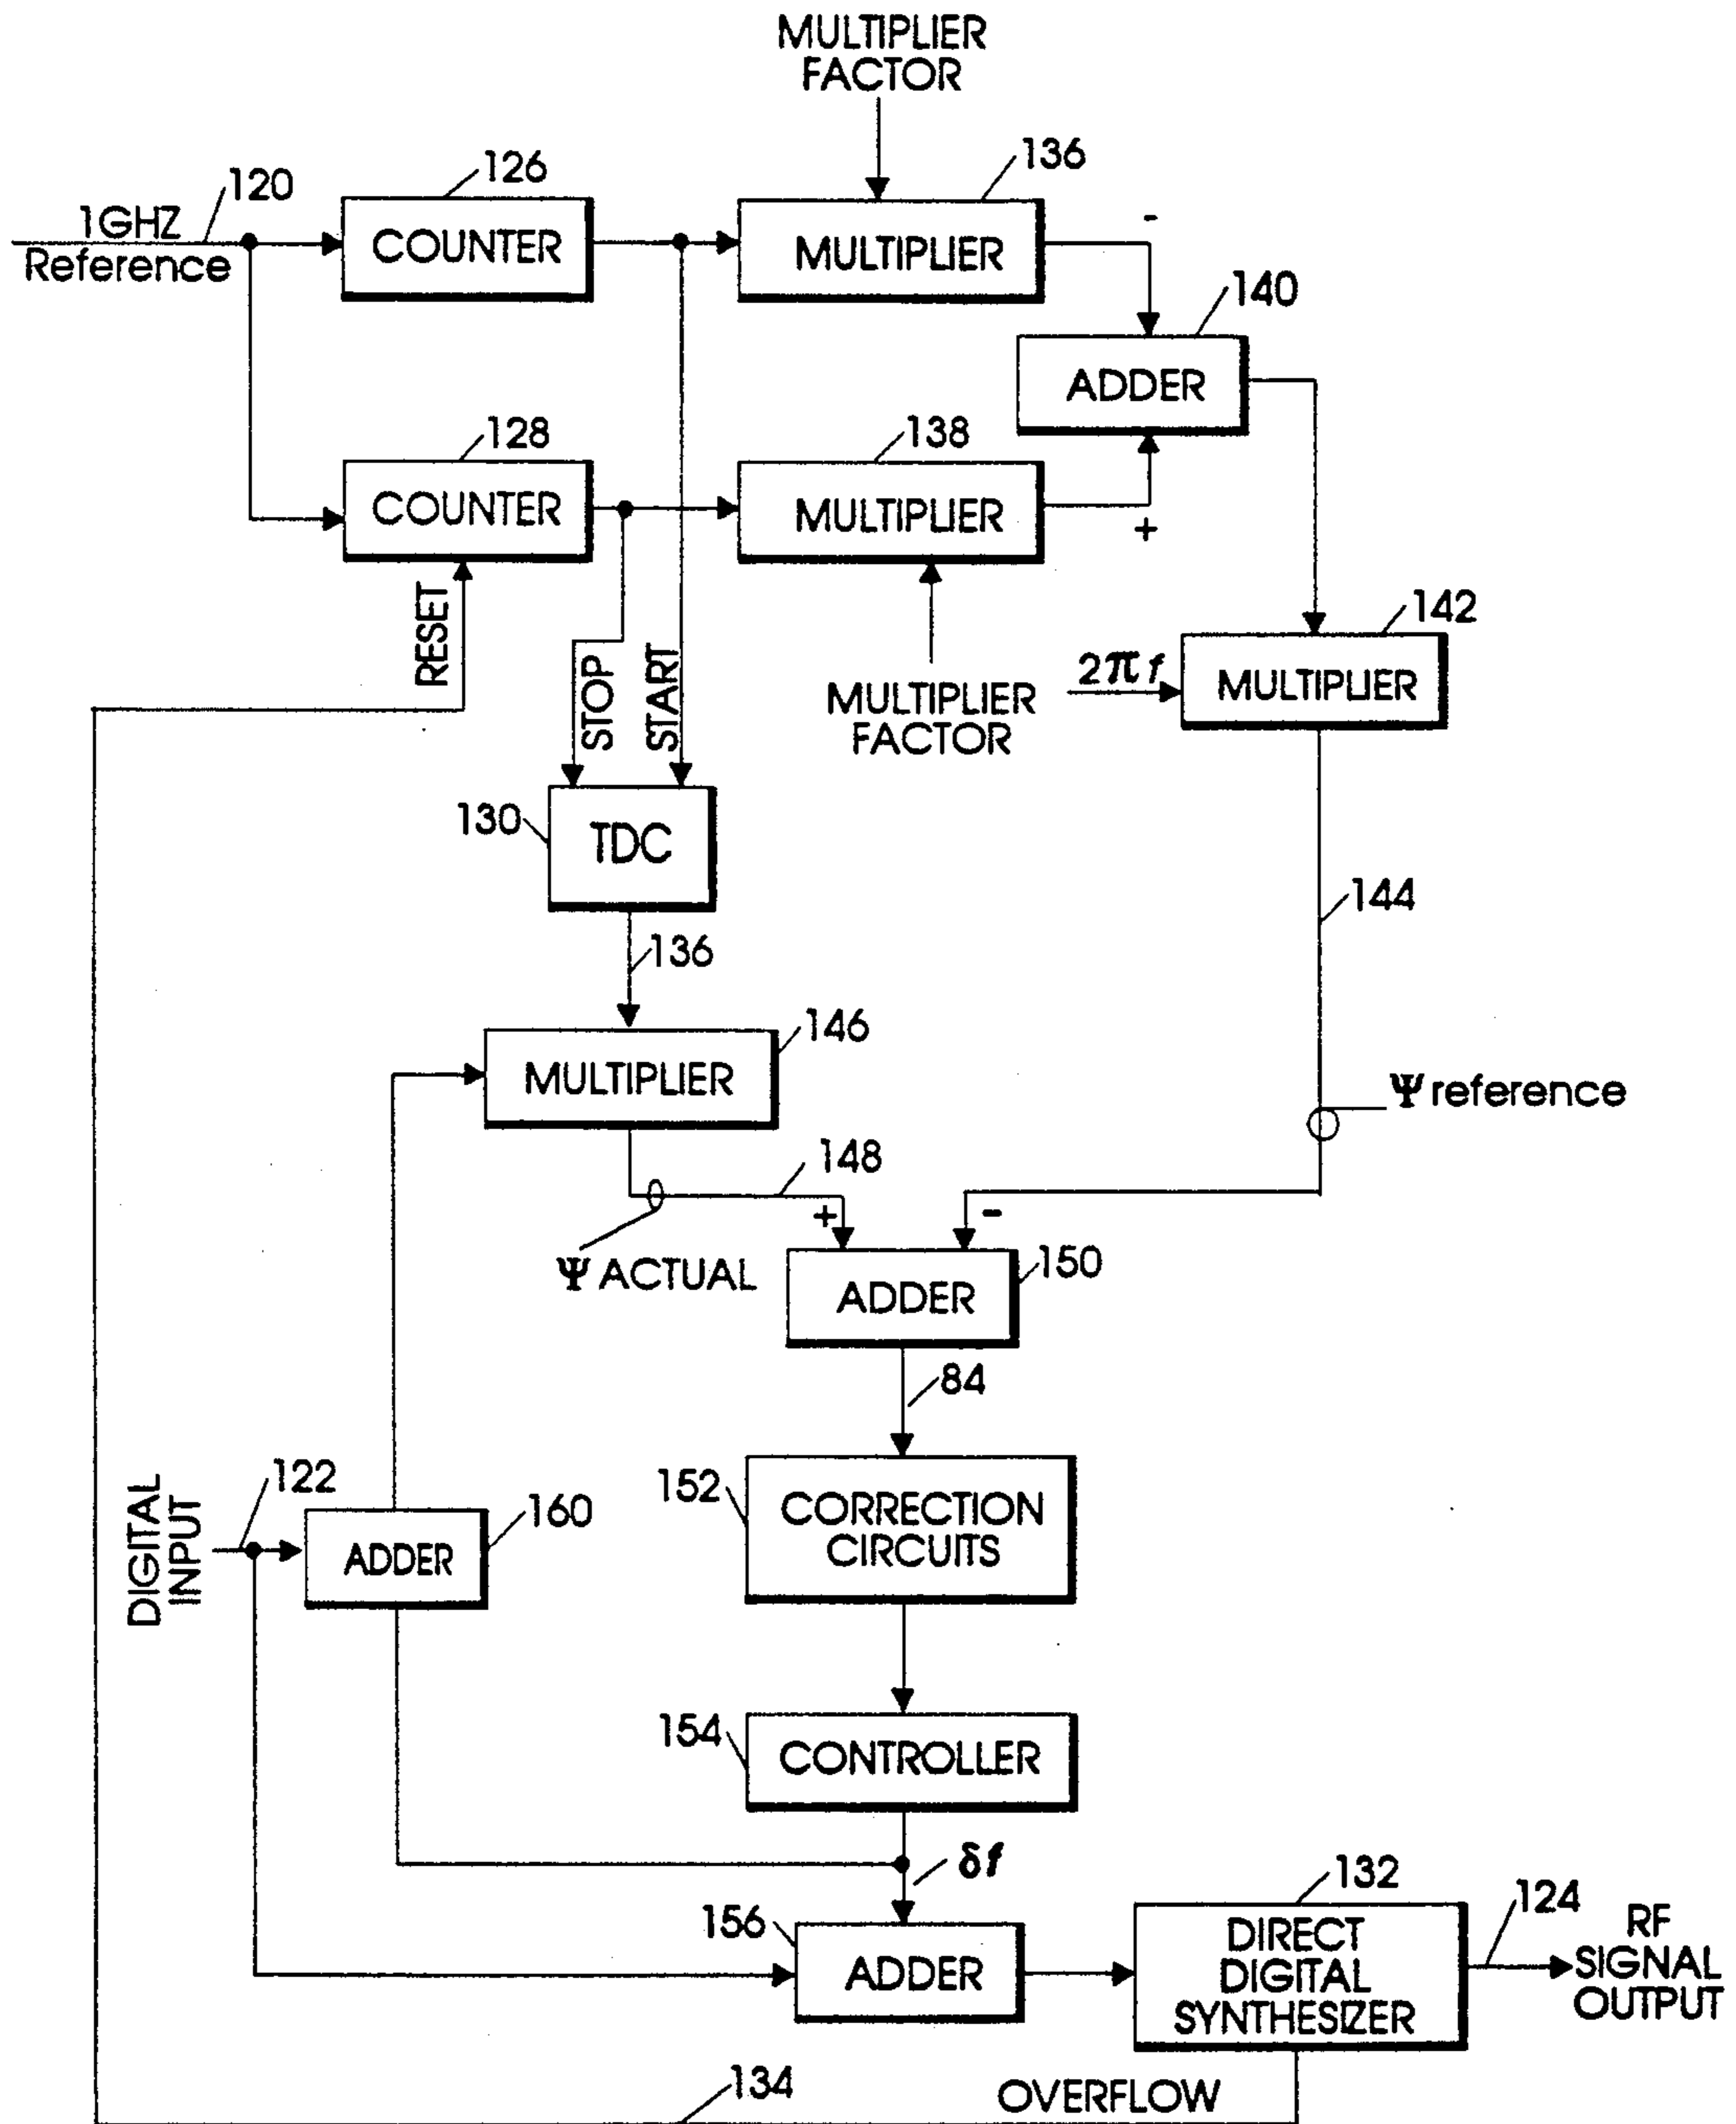 MULTIPLIER
FACTOR
136
126
120
1GHZ
Reference
COUNTER
MULTIPLIER
-
140
ADDER
128
138
COUNTER
MULTIPLIER
+
RESET
STOP
START
MULTIPLIER
FACTOR
142
2πf
MULTIPLIER
130
TDC
144
136
146
MULTIPLIER
Ψ reference
148
+
-
Ψ ACTUAL
150
ADDER
84
122
DIGITAL
INPUT
160
ADDER
152
CORRECTION
CIRCUITS
154
CONTROLLER
δf
132
124
156
ADDER
DIRECT
DIGITAL
SYNTHESIZER
RF
SIGNAL
OUTPUT
134
OVERFLOW